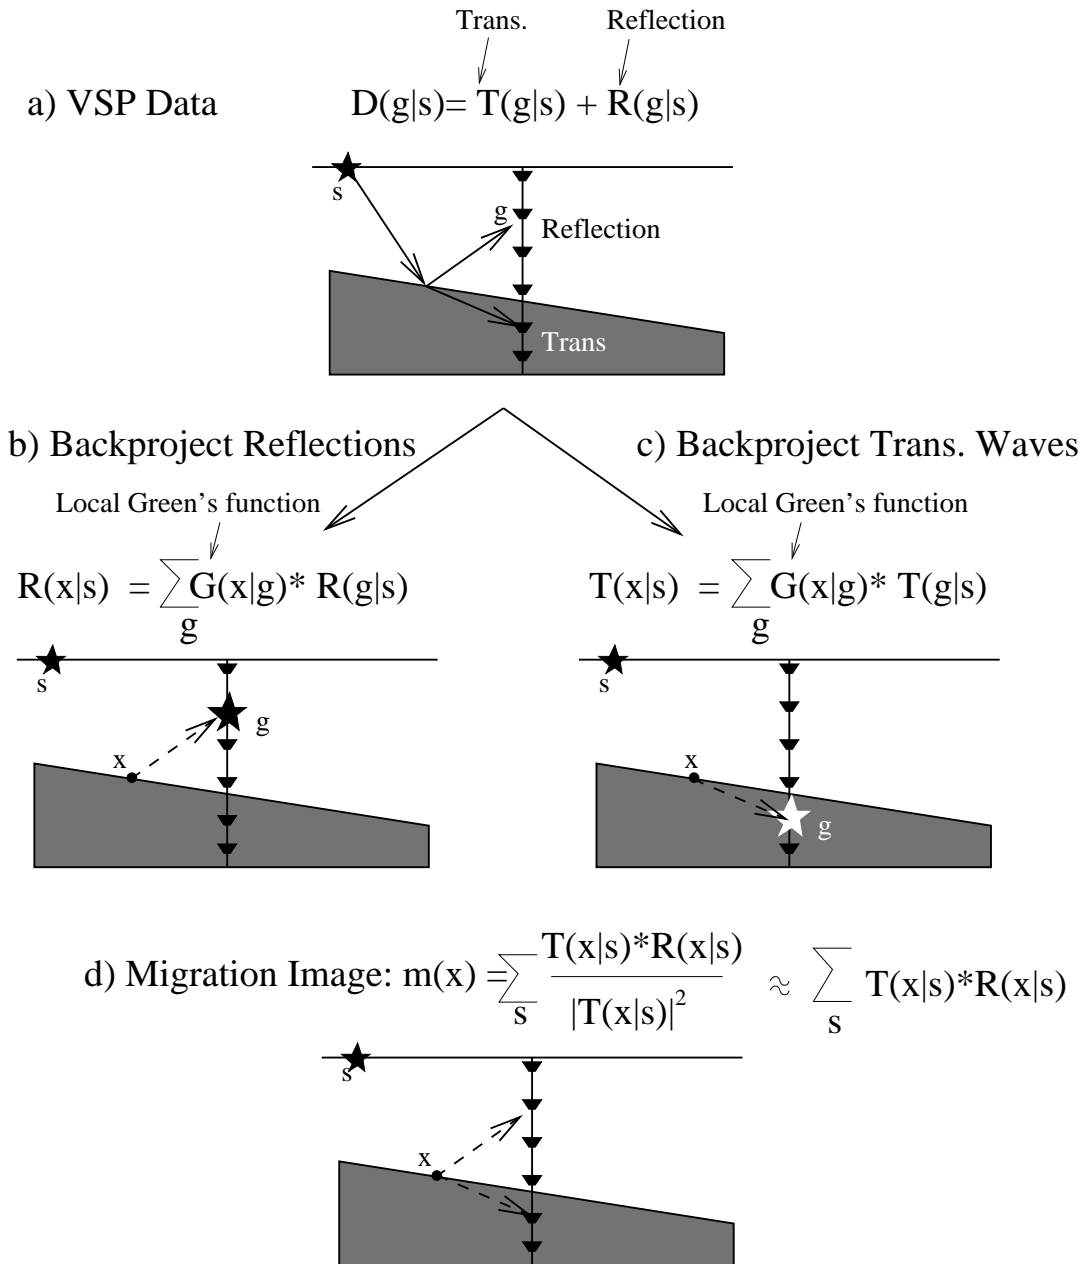 Trans. Reflection
a) VSP Data D(g|s)= T(g|s) + R(g|s)
s
g
Reflection
Trans
b) Backproject Reflections c) Backproject Trans. Waves
Local Green's function Local Green's function
R(x|s) = ∑ G(x|g)* R(g|s) T(x|s) = ∑ G(x|g)* T(g|s)
g g
s s
g
x x
g
T(x|s)*R(x|s)
d) Migration Image: m(x) = ∑ ≈ ∑ T(x|s)*R(x|s)
s |T(x|s)|² s
s
x